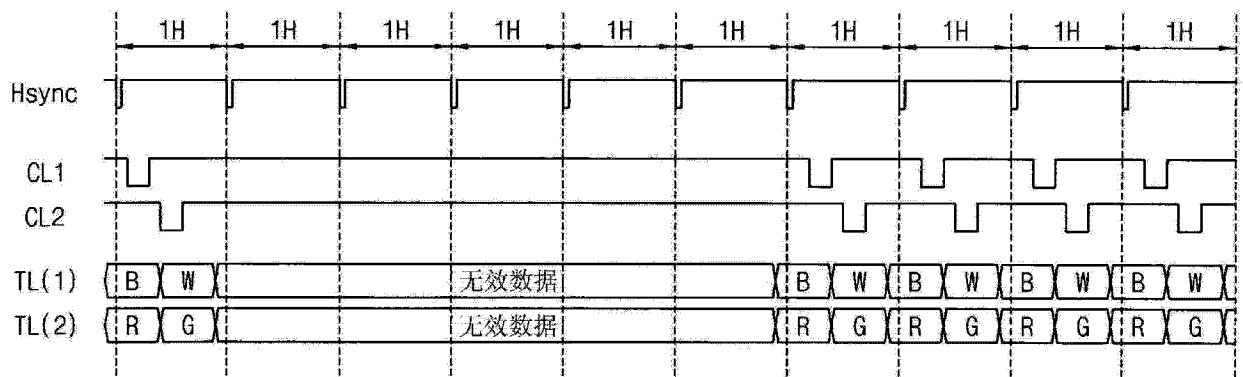 1H 1H 1H 1H 1H 1H 1H 1H 1H 1H
Hsync
CL1
CL2
TL(1) B W 无效数据 B W B W B W B W
TL(2) R G 无效数据 R G R G R G R G